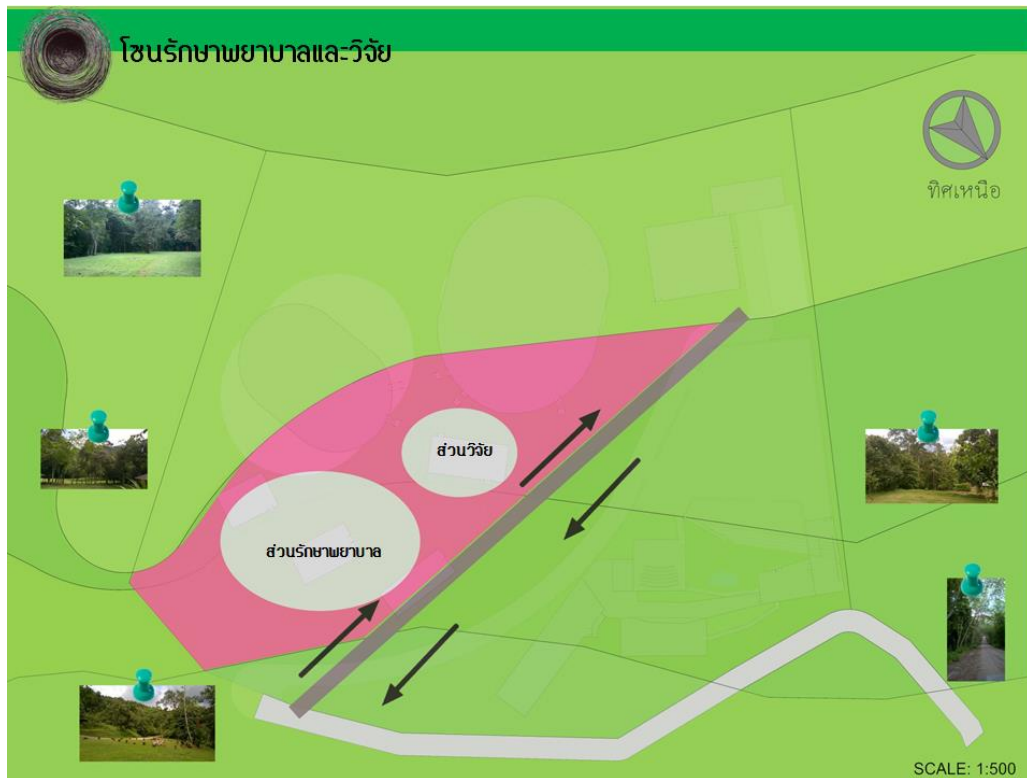 โซนรักษาพยาบาลและวิจัย
ทิศเหนือ
ส่วนวิจัย
ส่วนรักษาพยาบาล
SCALE: 1:500